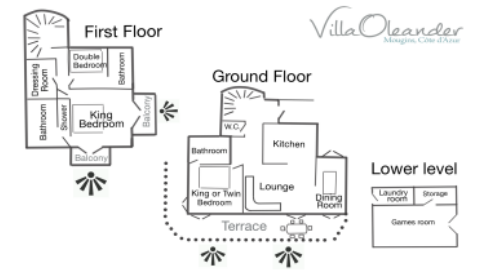 Villa Oleander
Mougins, Côte d'Azur
First Floor
Double
Bedroom
Bathroom
Dressing
Room
Bathroom
Shower
King
Bedroom
Balcony
Balcony
Ground Floor
W.C.
Kitchen
Bathroom
King or Twin
Bedroom
Lounge
Dining
Room
Terrace
Lower level
Laundry
room
Storage
Games room